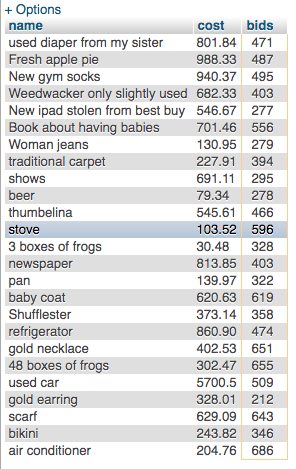 + Options
name cost bids
used diaper from my sister 801.84 471
Fresh apple pie 988.33 487
New gym socks 940.37 495
Weedwacker only slightly used 682.33 403
New ipad stolen from best buy 546.67 277
Book about having babies 701.46 556
Woman jeans 130.95 279
traditional carpet 227.91 394
shows 691.11 295
beer 79.34 278
thumbelina 545.61 466
stove 103.52 596
3 boxes of frogs 30.48 328
newspaper 813.85 403
pan 139.97 322
baby coat 620.63 619
Shufflester 373.14 358
refrigerator 860.90 474
gold necklace 402.53 651
48 boxes of frogs 302.47 655
used car 5700.5 509
gold earring 328.01 212
scarf 629.09 643
bikini 243.82 346
air conditioner 204.76 686